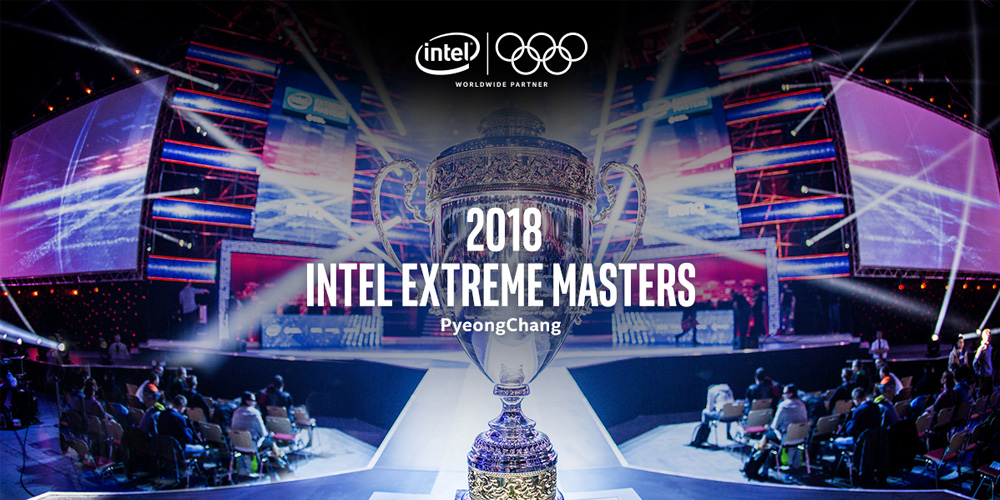 intel
WORLDWIDE PARTNER
2018
INTEL EXTREME MASTERS
PyeongChang